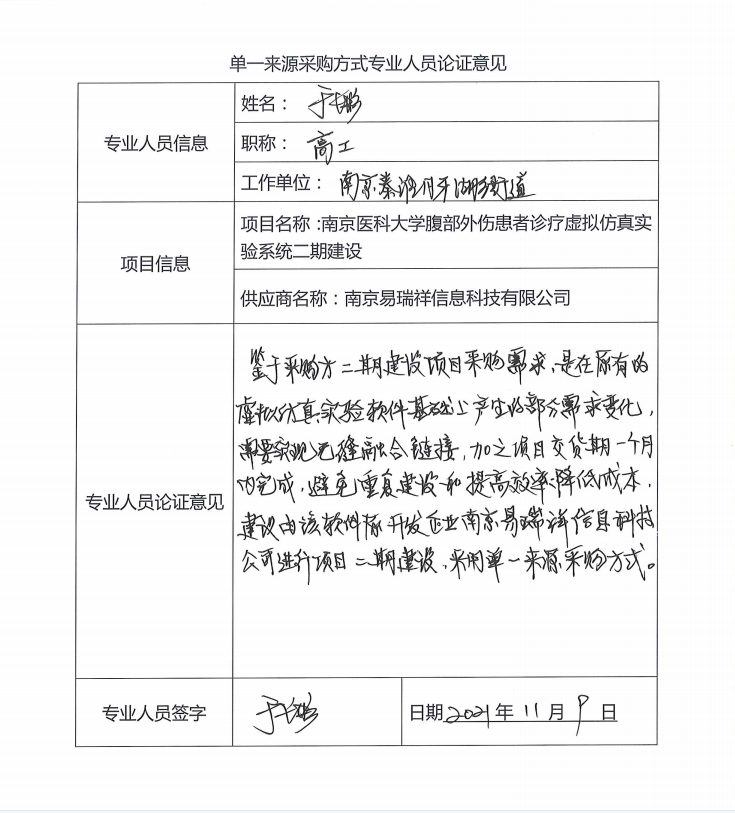 单一来源采购方式专业人员论证意见
专业人员信息
姓名：于长彬
职称：高工
工作单位：南京秦淮月牙湖街道
项目信息
项目名称：南京医科大学腹部外伤患者诊疗虚拟仿真实
验系统二期建设
供应商名称：南京易瑞祥信息科技有限公司
专业人员论证意见
鉴于采购方二期建设项目采购需求，是在原有的
虚拟仿真实验软件基础上产生的部分需求变化，
需要实现无缝融合链接，加之项目交货期一个月
内完成，避免重复建设和提高效率降低成本，
建议由该软件原开发企业南京易瑞祥信息科技
公司进行项目二期建设，采用单一来源采购方式。
专业人员签字
于长彬
日期 2021年11月9日